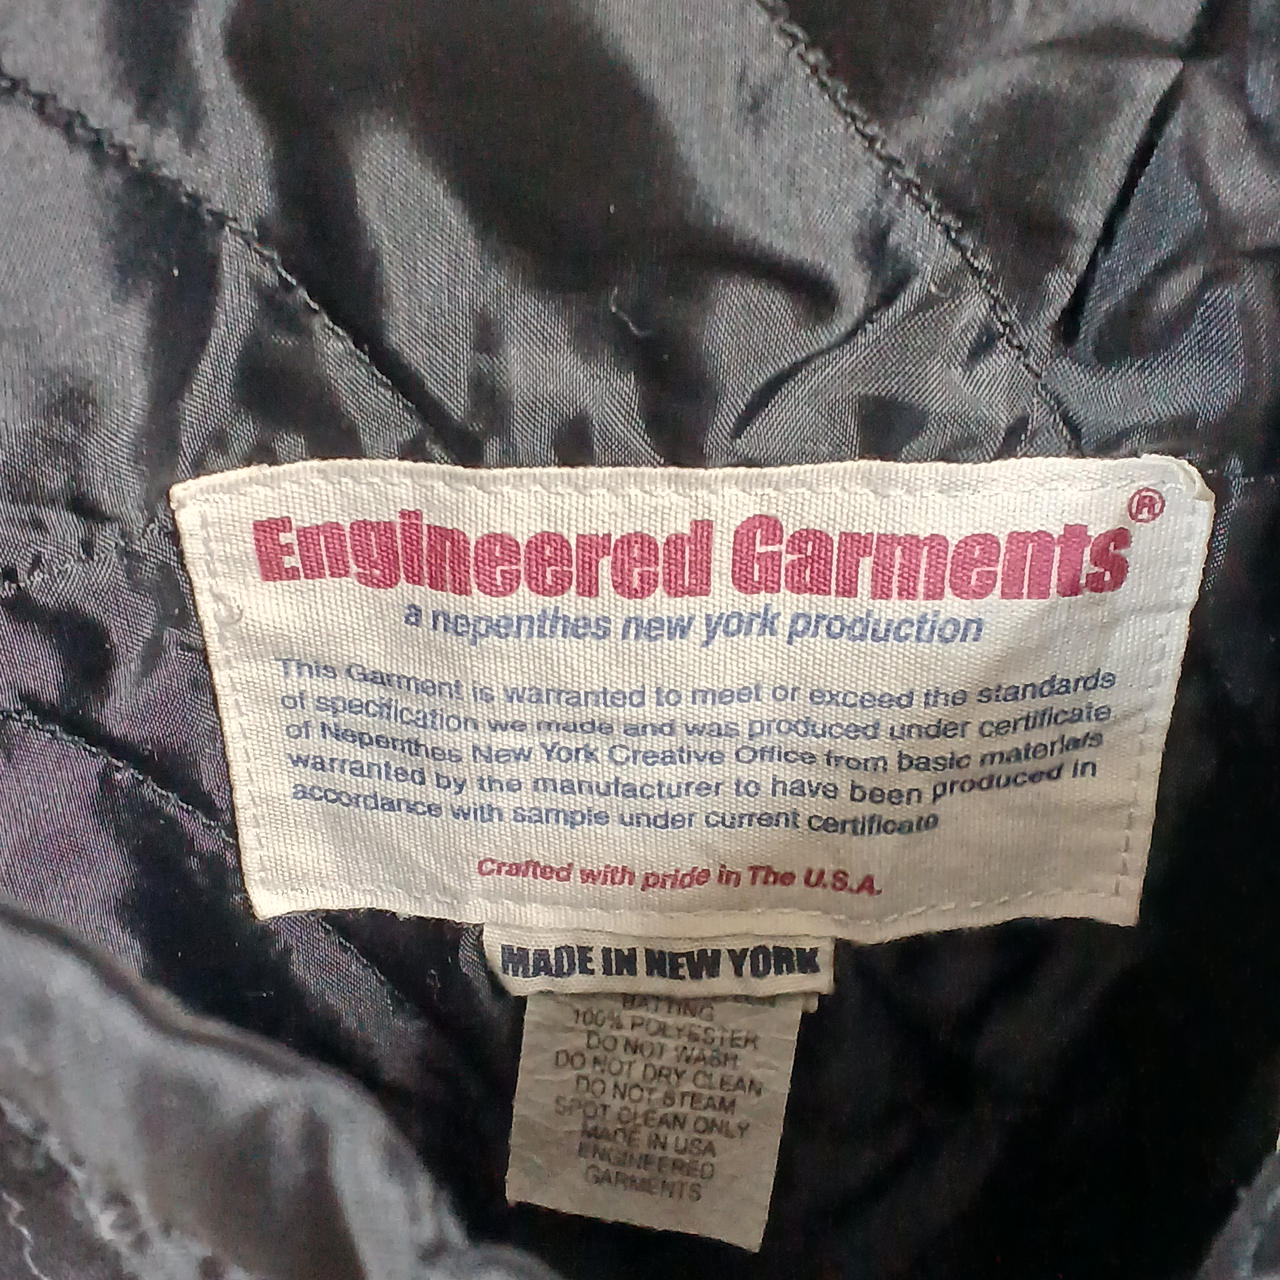 Engineered Garments®
a nepenthes new york production
This Garment is warranted to meet or exceed the standards
of specification we made and was produced under certificate
of Nepenthes New York Creative Office from basic materials
warranted by the manufacturer to have been produced in
accordance with sample under current certificate
Crafted with pride in The U.S.A.
MADE IN NEW YORK
BATTING
100% POLYESTER
DO NOT WASH
DO NOT DRY CLEAN
DO NOT STEAM
SPOT CLEAN ONLY
MADE IN USA
ENGINEERED
GARMENTS